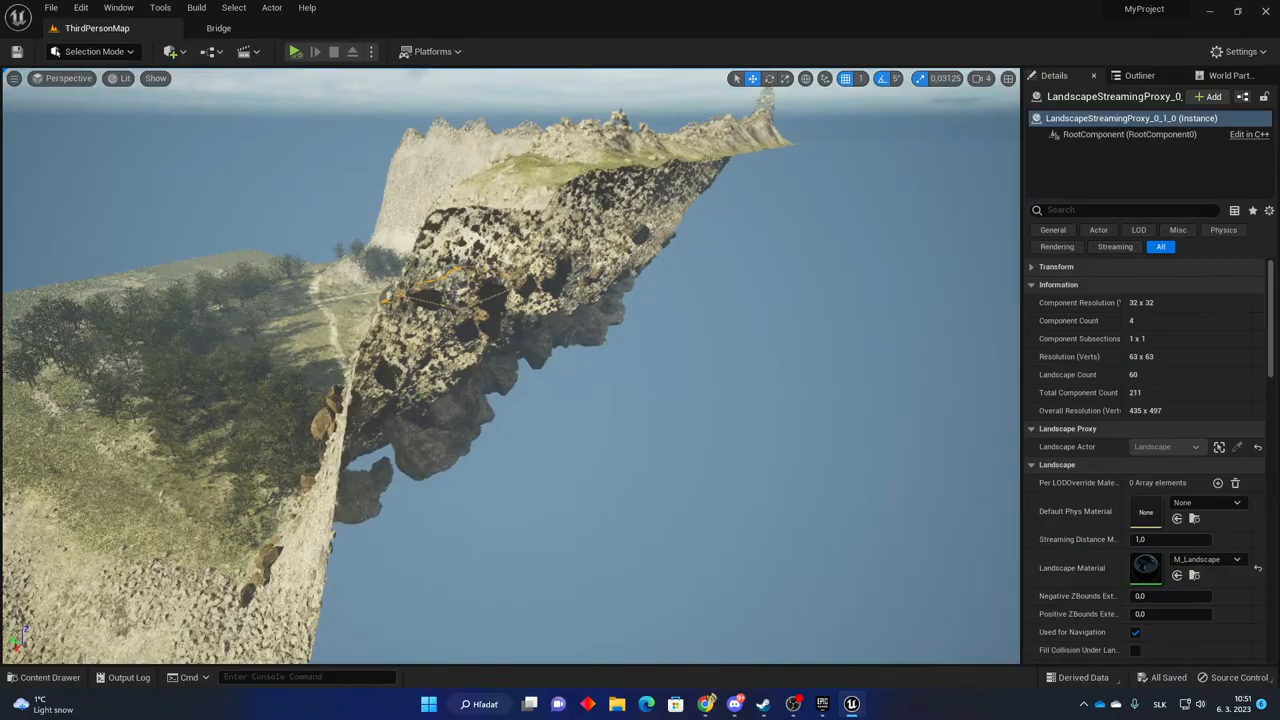 File Edit Window Tools Build Select Actor Help MyProject
ThirdPersonMap Bridge
Selection Mode Platforms Settings
Perspective Lit Show 1 5° 0,03125 4
Details Outliner World Part...
LandscapeStreamingProxy_0_ Add
LandscapeStreamingProxy_0_1_0 (Instance)
RootComponent (RootComponent0) Edit in C++
Search
General Actor LOD Misc Physics
Rendering Streaming All
Transform
Information
Component Resolution ( 32 x 32
Component Count 4
Component Subsections 1 x 1
Resolution (Verts) 63 x 63
Landscape Count 60
Total Component Count 211
Overall Resolution (Vert 435 x 497
Landscape Proxy
Landscape Actor Landscape
Landscape
Per LODOverride Mate... 0 Array elements
Default Phys Material None None
Streaming Distance M... 1,0
Landscape Material M_Landscape
Negative ZBounds Ext... 0,0
Positive ZBounds Exte... 0,0
Used for Navigation
Fill Collision Under Lan...
Content Drawer Output Log Cmd Enter Console Command Derived Data All Saved Source Control
1°C
Light snow
Hľadať
SLK
10:51
6. 3. 2023